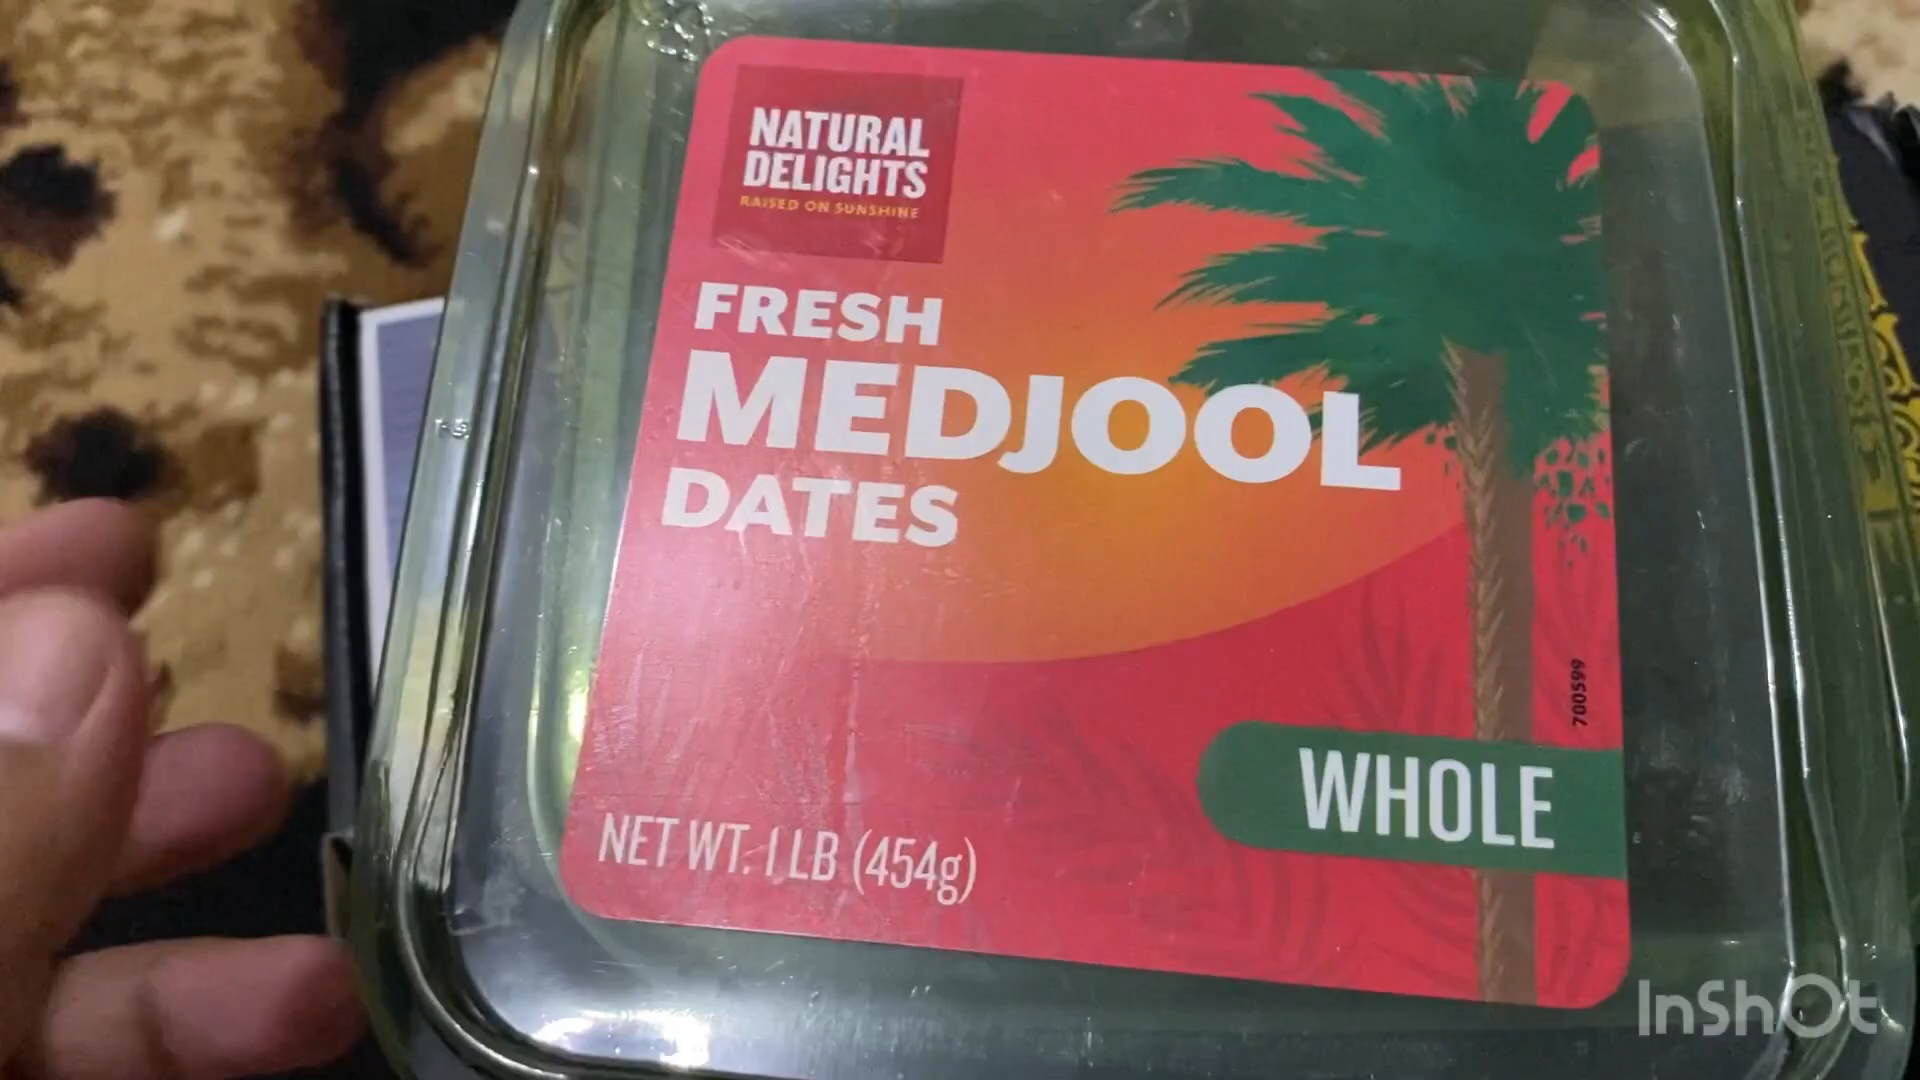 NATURAL
DELIGHTS
RAISED ON SUNSHINE
FRESH
MEDJOOL
DATES
700599
WHOLE
NET WT. 1 LB (454g)
InShOt